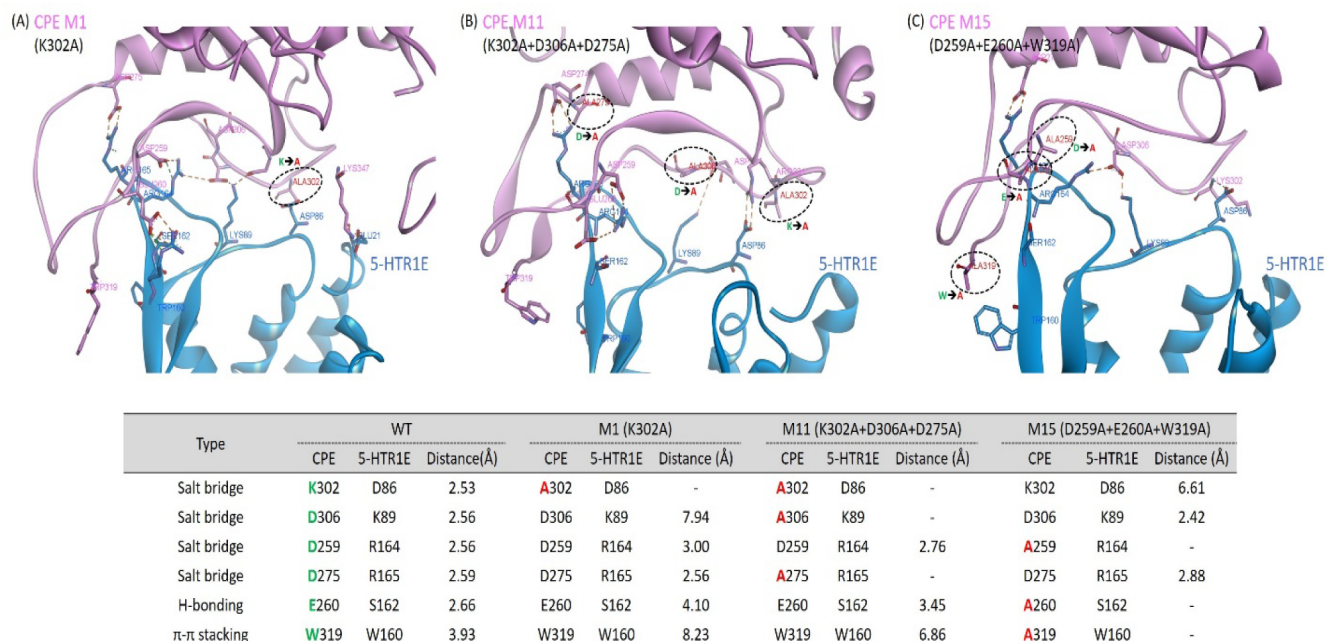 (A) CPE M1
(K302A)
ASP259
K→A
ALA302
LYS347
ASP86
LYS89
GLU21
SER162
5-HTR1E
(B) CPE M11
(K302A+D306A+D275A)
ASP274
D→A
ASP259
D→A
ALA302
K→A
LYS89
ASP86
SER162
5-HTR1E
(C) CPE M15
(D259A+E260A+W319A)
ALA259
D→A
ASP306
E→A
ARG164
LYS302
ASP86
SER162
LYS89
ALA319
W→A
TRP160
5-HTR1E
Type WT M1 (K302A) M11 (K302A+D306A+D275A) M15 (D259A+E260A+W319A)
CPE 5-HTR1E Distance(Å) CPE 5-HTR1E Distance (Å) CPE 5-HTR1E Distance (Å) CPE 5-HTR1E Distance (Å)
Salt bridge K302 D86 2.53 A302 D86 - A302 D86 - K302 D86 6.61
Salt bridge D306 K89 2.56 D306 K89 7.94 A306 K89 - D306 K89 2.42
Salt bridge D259 R164 2.56 D259 R164 3.00 D259 R164 2.76 A259 R164 -
Salt bridge D275 R165 2.59 D275 R165 2.56 A275 R165 - D275 R165 2.88
H-bonding E260 S162 2.66 E260 S162 4.10 E260 S162 3.45 A260 S162 -
π-π stacking W319 W160 3.93 W319 W160 8.23 W319 W160 6.86 A319 W160 -